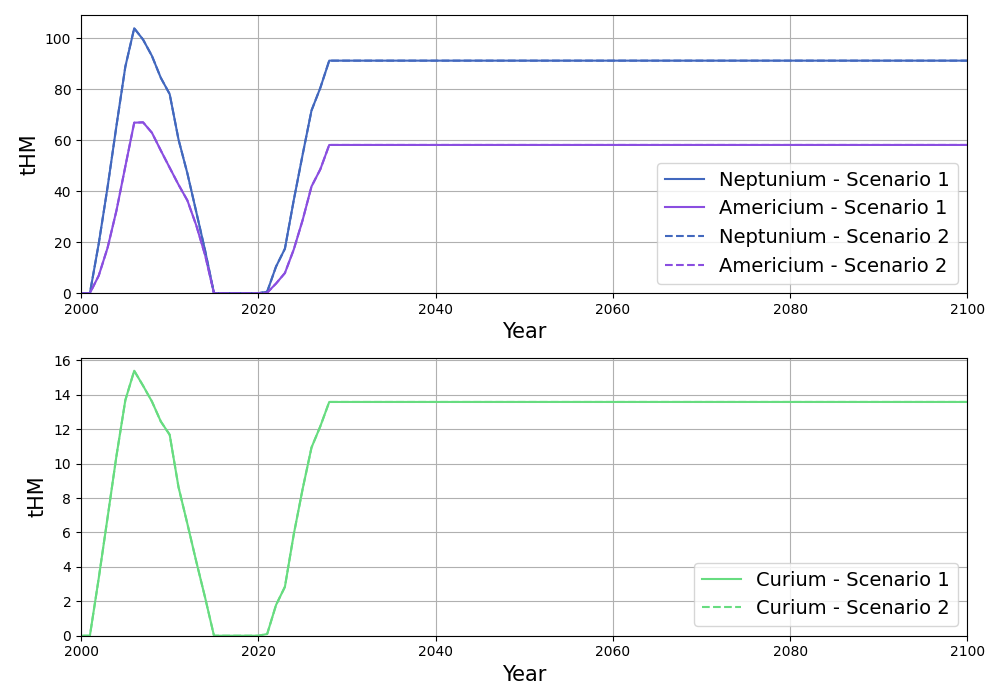 100
80
60
40
20
0
tHM
2000 2020 2040 2060 2080 2100
Year
Neptunium - Scenario 1
Americium - Scenario 1
Neptunium - Scenario 2
Americium - Scenario 2
16
14
12
10
8
6
4
2
0
tHM
2000 2020 2040 2060 2080 2100
Year
Curium - Scenario 1
Curium - Scenario 2